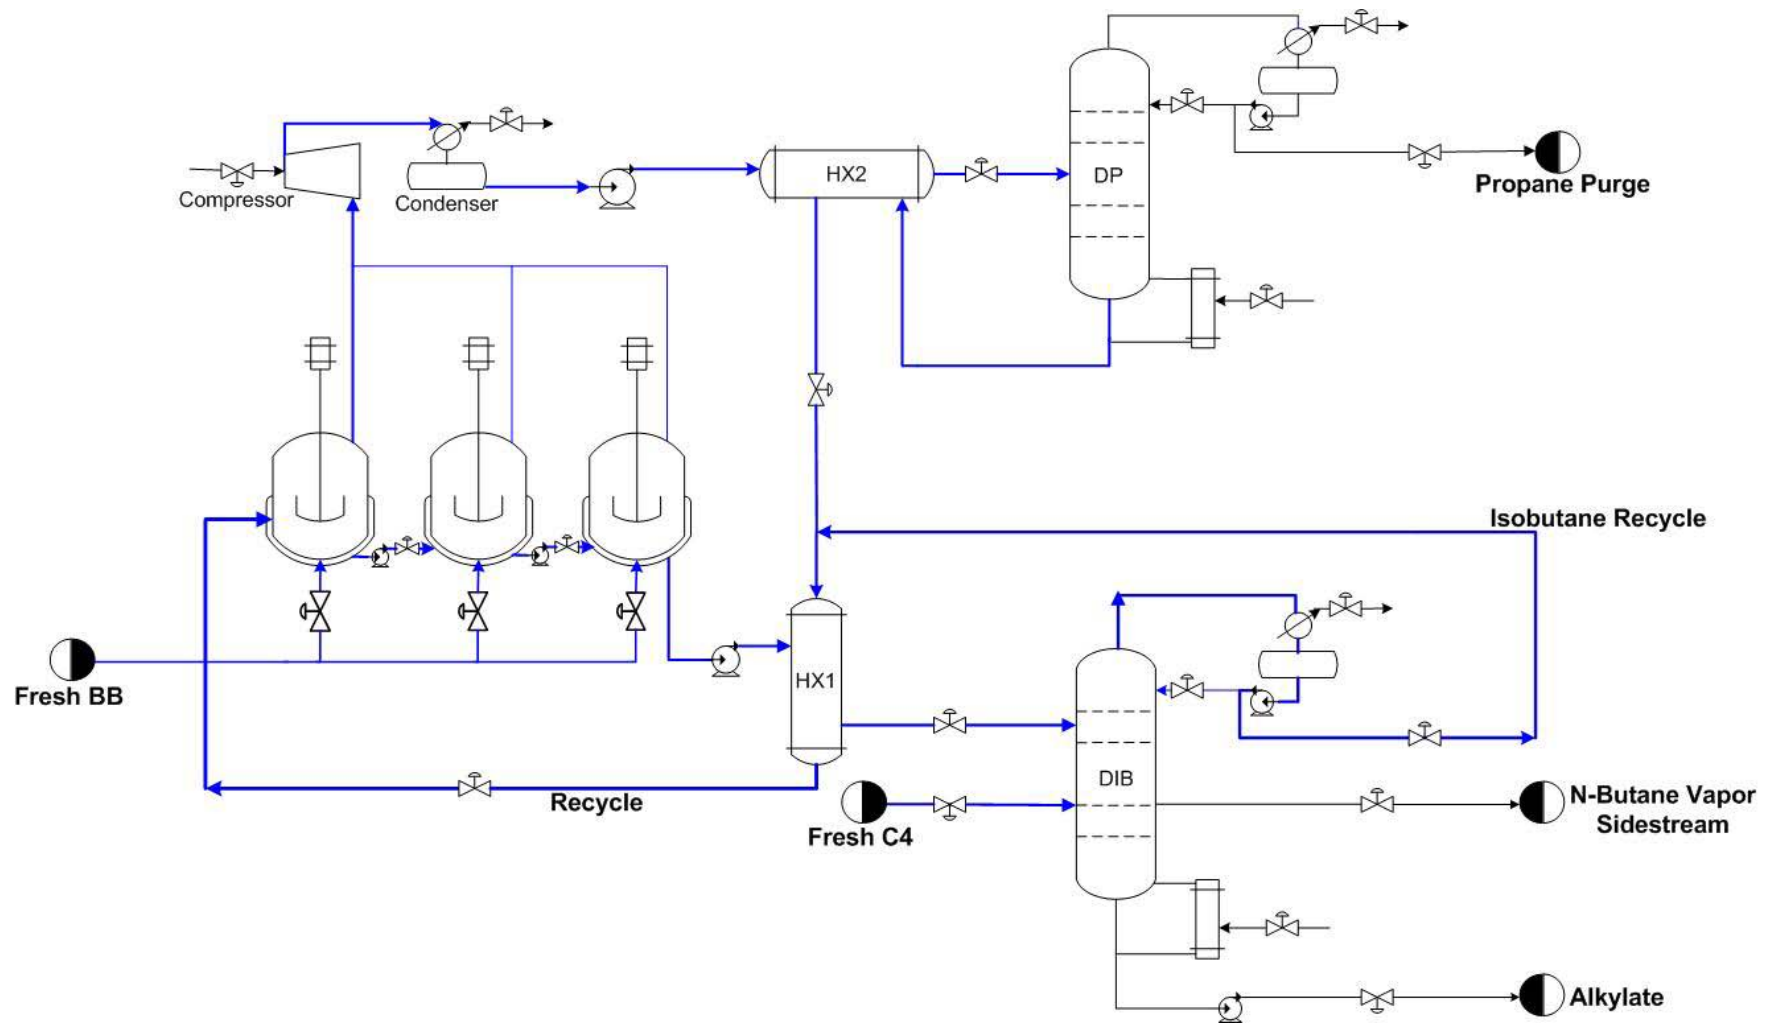 Compressor
Condenser
HX2
DP
Propane Purge
Isobutane Recycle
Fresh BB
HX1
Recycle
Fresh C4
DIB
N-Butane Vapor
Sidestream
Alkylate